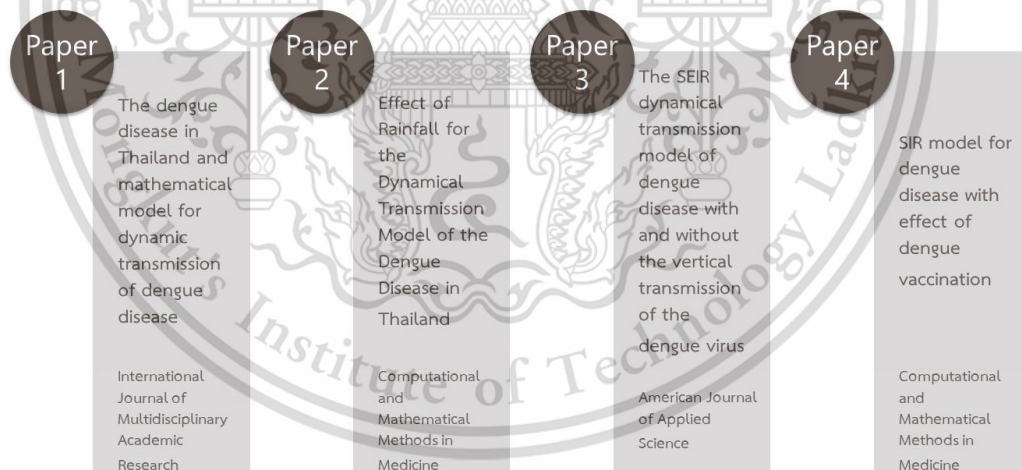 Paper
1
The dengue
disease in
Thailand and
mathematical
model for
dynamic
transmission
of dengue
disease
International
Journal of
Multidisciplinary
Academic
Research
Paper
2
Effect of
Rainfall for
the
Dynamical
Transmission
Model of the
Dengue
Disease in
Thailand
Computational
and
Mathematical
Methods in
Medicine
Paper
3
The SEIR
dynamical
transmission
model of
dengue
disease with
and without
the vertical
transmission
of the
dengue virus
American Journal
of Applied
Science
Paper
4
SIR model for
dengue
disease with
effect of
dengue
vaccination
Computational
and
Mathematical
Methods in
Medicine
Mongkut's Institute of Technology Ladkra